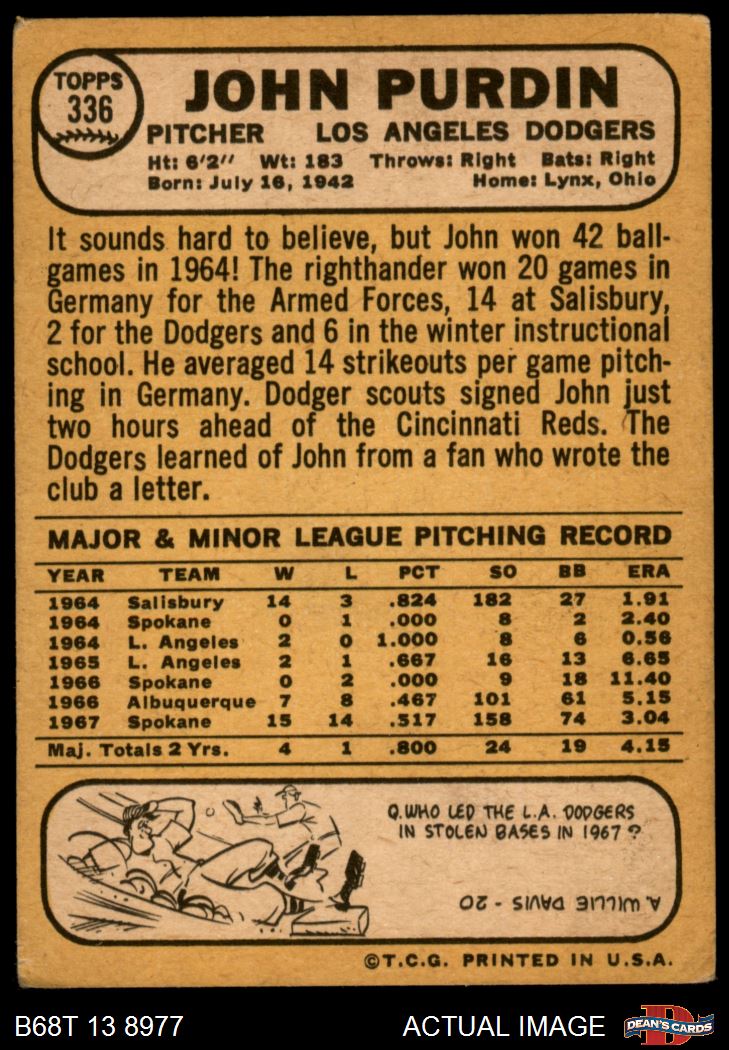 TOPPS
336
JOHN PURDIN
PITCHER LOS ANGELES DODGERS
Ht: 6'2" Wt: 183 Throws: Right Bats: Right
Born: July 16, 1942 Home: Lynx, Ohio
It sounds hard to believe, but John won 42 ball-
games in 1964! The righthander won 20 games in
Germany for the Armed Forces, 14 at Salisbury,
2 for the Dodgers and 6 in the winter instructional
school. He averaged 14 strikeouts per game pitch-
ing in Germany. Dodger scouts signed John just
two hours ahead of the Cincinnati Reds. The
Dodgers learned of John from a fan who wrote the
club a letter.
MAJOR & MINOR LEAGUE PITCHING RECORD
YEAR TEAM W L PCT SO BB ERA
1964 Salisbury 14 3 .824 182 27 1.91
1964 Spokane 0 1 .000 8 2 2.40
1964 L. Angeles 2 0 1.000 8 6 0.56
1965 L. Angeles 2 1 .667 16 13 6.65
1966 Spokane 0 2 .000 9 18 11.40
1966 Albuquerque 7 8 .467 101 61 5.15
1967 Spokane 15 14 .517 158 74 3.04
Maj. Totals 2 Yrs. 4 1 .800 24 19 4.15
Q. WHO LED THE L.A. DODGERS
IN STOLEN BASES IN 1967?
A. WILLIE DAVIS - 20
©T.C.G. PRINTED IN U.S.A.
B68T 13 8977 ACTUAL IMAGE
D
DEAN'S CARDS